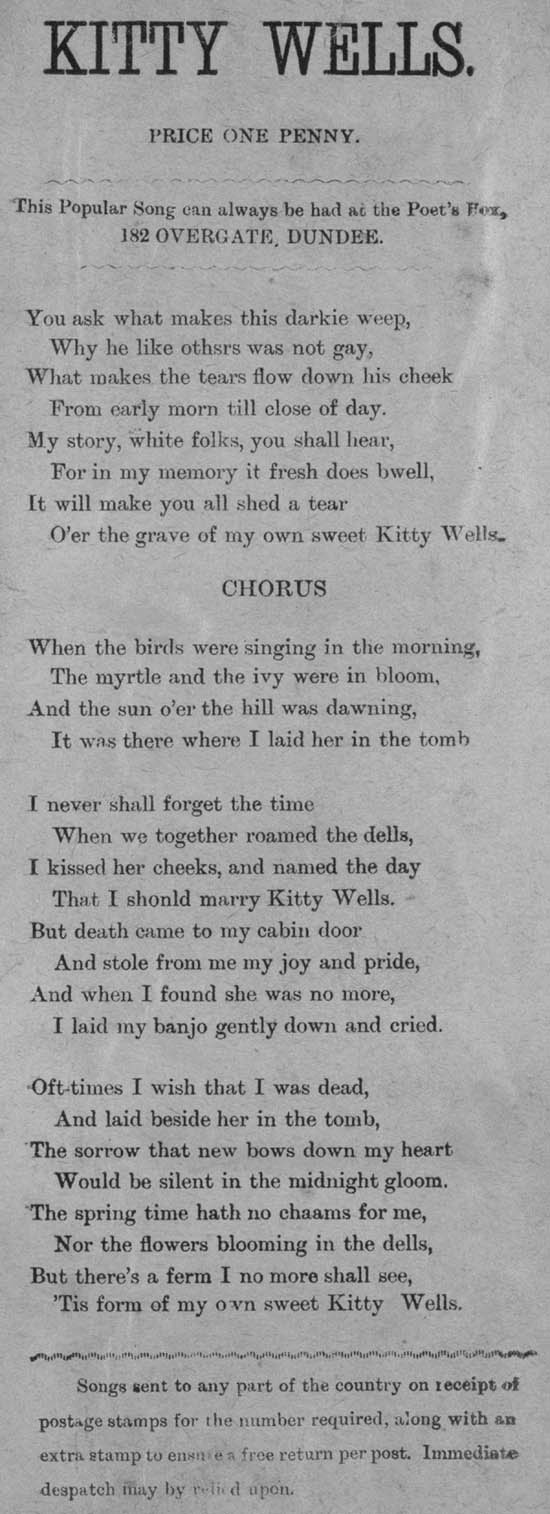 KITTY WELLS.
PRICE ONE PENNY.
This Popular Song can always be had at the Poet's Box,
182 OVERGATE, DUNDEE.
You ask what makes this darkie weep,
Why he like othsrs was not gay,
What makes the tears flow down his cheek
From early morn till close of day.
My story, white folks, you shall hear,
For in my memory it fresh does bwell,
It will make you all shed a tear
O'er the grave of my own sweet Kitty Wells.
CHORUS
When the birds were singing in the morning,
The myrtle and the ivy were in bloom,
And the sun o'er the hill was dawning,
It was there where I laid her in the tomb
I never shall forget the time
When we together roamed the dells,
I kissed her cheeks, and named the day
That I shonld marry Kitty Wells.
But death came to my cabin door
And stole from me my joy and pride,
And when I found she was no more,
I laid my banjo gently down and cried.
Oft-times I wish that I was dead,
And laid beside her in the tomb,
The sorrow that new bows down my heart
Would be silent in the midnight gloom.
The spring time hath no chaams for me,
Nor the flowers blooming in the dells,
But there's a ferm I no more shall see,
'Tis form of my own sweet Kitty Wells.
Songs sent to any part of the country on receipt of
postage stamps for the number required, along with an
extra stamp to ensure a free return per post. Immediate
despatch may by relied upon.